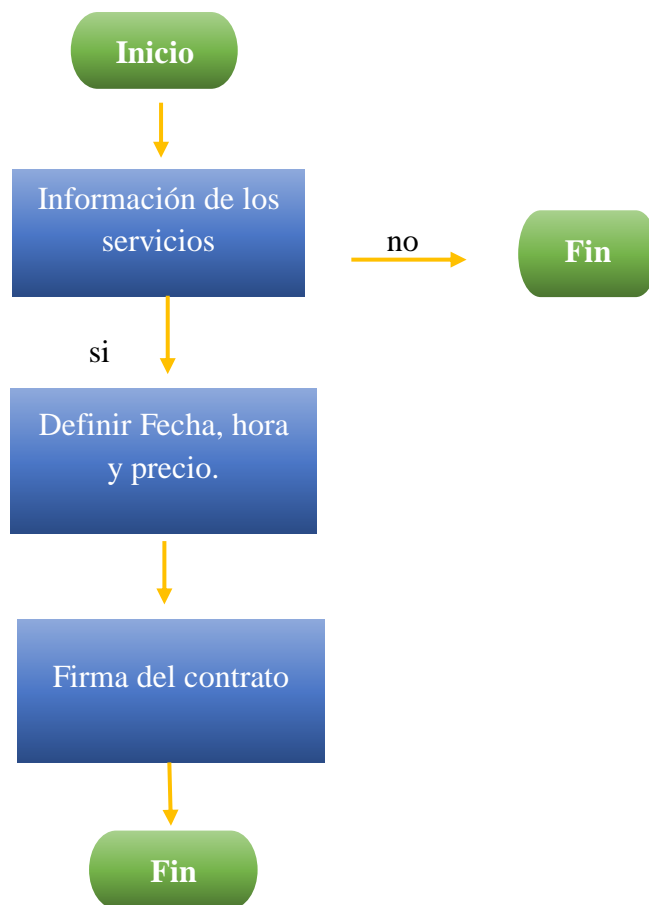 Inicio
Información de los
servicios
no
Fin
si
Definir Fecha, hora
y precio.
Firma del contrato
Fin